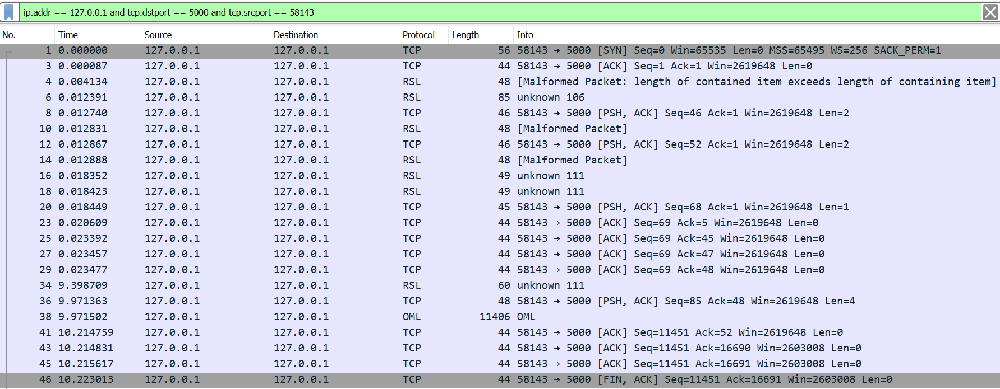 ip.addr == 127.0.0.1 and tcp.dstport == 5000 and tcp.srcport == 58143
No. Time Source Destination Protocol Length Info
1 0.000000 127.0.0.1 127.0.0.1 TCP 56 58143 → 5000 [SYN] Seq=0 Win=65535 Len=0 MSS=65495 WS=256 SACK_PERM=1
3 0.000087 127.0.0.1 127.0.0.1 TCP 44 58143 → 5000 [ACK] Seq=1 Ack=1 Win=2619648 Len=0
4 0.004134 127.0.0.1 127.0.0.1 RSL 48 [Malformed Packet: length of contained item exceeds length of containing item]
6 0.012391 127.0.0.1 127.0.0.1 RSL 85 unknown 106
8 0.012740 127.0.0.1 127.0.0.1 TCP 46 58143 → 5000 [PSH, ACK] Seq=46 Ack=1 Win=2619648 Len=2
10 0.012831 127.0.0.1 127.0.0.1 RSL 48 [Malformed Packet]
12 0.012867 127.0.0.1 127.0.0.1 TCP 46 58143 → 5000 [PSH, ACK] Seq=52 Ack=1 Win=2619648 Len=2
14 0.012888 127.0.0.1 127.0.0.1 RSL 48 [Malformed Packet]
16 0.018352 127.0.0.1 127.0.0.1 RSL 49 unknown 111
18 0.018423 127.0.0.1 127.0.0.1 RSL 49 unknown 111
20 0.018449 127.0.0.1 127.0.0.1 TCP 45 58143 → 5000 [PSH, ACK] Seq=68 Ack=1 Win=2619648 Len=1
23 0.020609 127.0.0.1 127.0.0.1 TCP 44 58143 → 5000 [ACK] Seq=69 Ack=5 Win=2619648 Len=0
25 0.023392 127.0.0.1 127.0.0.1 TCP 44 58143 → 5000 [ACK] Seq=69 Ack=45 Win=2619648 Len=0
27 0.023457 127.0.0.1 127.0.0.1 TCP 44 58143 → 5000 [ACK] Seq=69 Ack=47 Win=2619648 Len=0
29 0.023477 127.0.0.1 127.0.0.1 TCP 44 58143 → 5000 [ACK] Seq=69 Ack=48 Win=2619648 Len=0
34 9.398709 127.0.0.1 127.0.0.1 RSL 60 unknown 111
36 9.971363 127.0.0.1 127.0.0.1 TCP 48 58143 → 5000 [PSH, ACK] Seq=85 Ack=48 Win=2619648 Len=4
38 9.971502 127.0.0.1 127.0.0.1 OML 11406 OML
41 10.214759 127.0.0.1 127.0.0.1 TCP 44 58143 → 5000 [ACK] Seq=11451 Ack=52 Win=2619648 Len=0
43 10.214831 127.0.0.1 127.0.0.1 TCP 44 58143 → 5000 [ACK] Seq=11451 Ack=16690 Win=2603008 Len=0
45 10.215617 127.0.0.1 127.0.0.1 TCP 44 58143 → 5000 [ACK] Seq=11451 Ack=16691 Win=2603008 Len=0
46 10.223013 127.0.0.1 127.0.0.1 TCP 44 58143 → 5000 [FIN, ACK] Seq=11451 Ack=16691 Win=2603008 Len=0